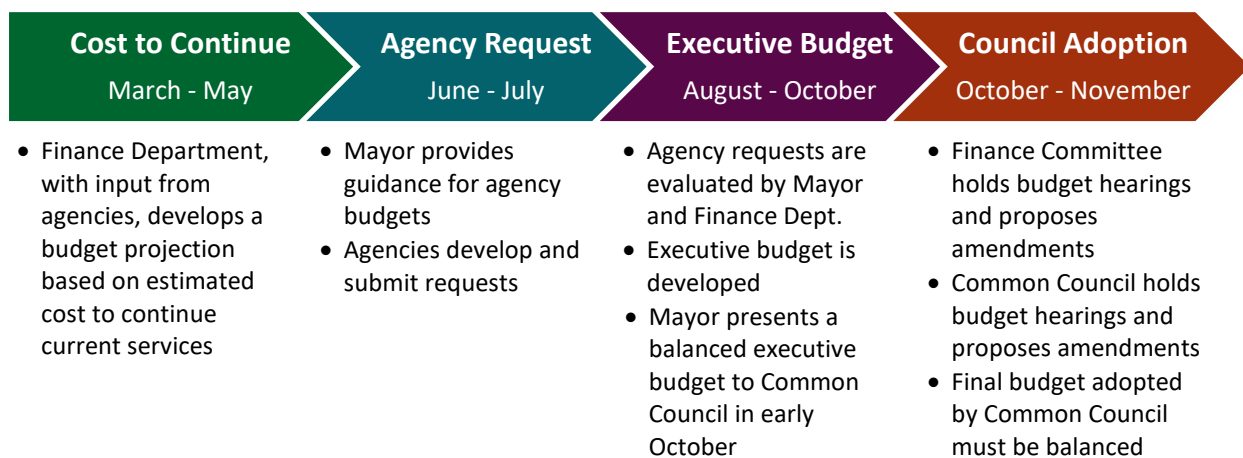 Cost to Continue
March - May
• Finance Department,
with input from
agencies, develops a
budget projection
based on estimated
cost to continue
current services
Agency Request
June - July
• Mayor provides
guidance for agency
budgets
• Agencies develop and
submit requests
Executive Budget
August - October
• Agency requests are
evaluated by Mayor
and Finance Dept.
• Executive budget is
developed
• Mayor presents a
balanced executive
budget to Common
Council in early
October
Council Adoption
October - November
• Finance Committee
holds budget hearings
and proposes
amendments
• Common Council holds
budget hearings and
proposes amendments
• Final budget adopted
by Common Council
must be balanced